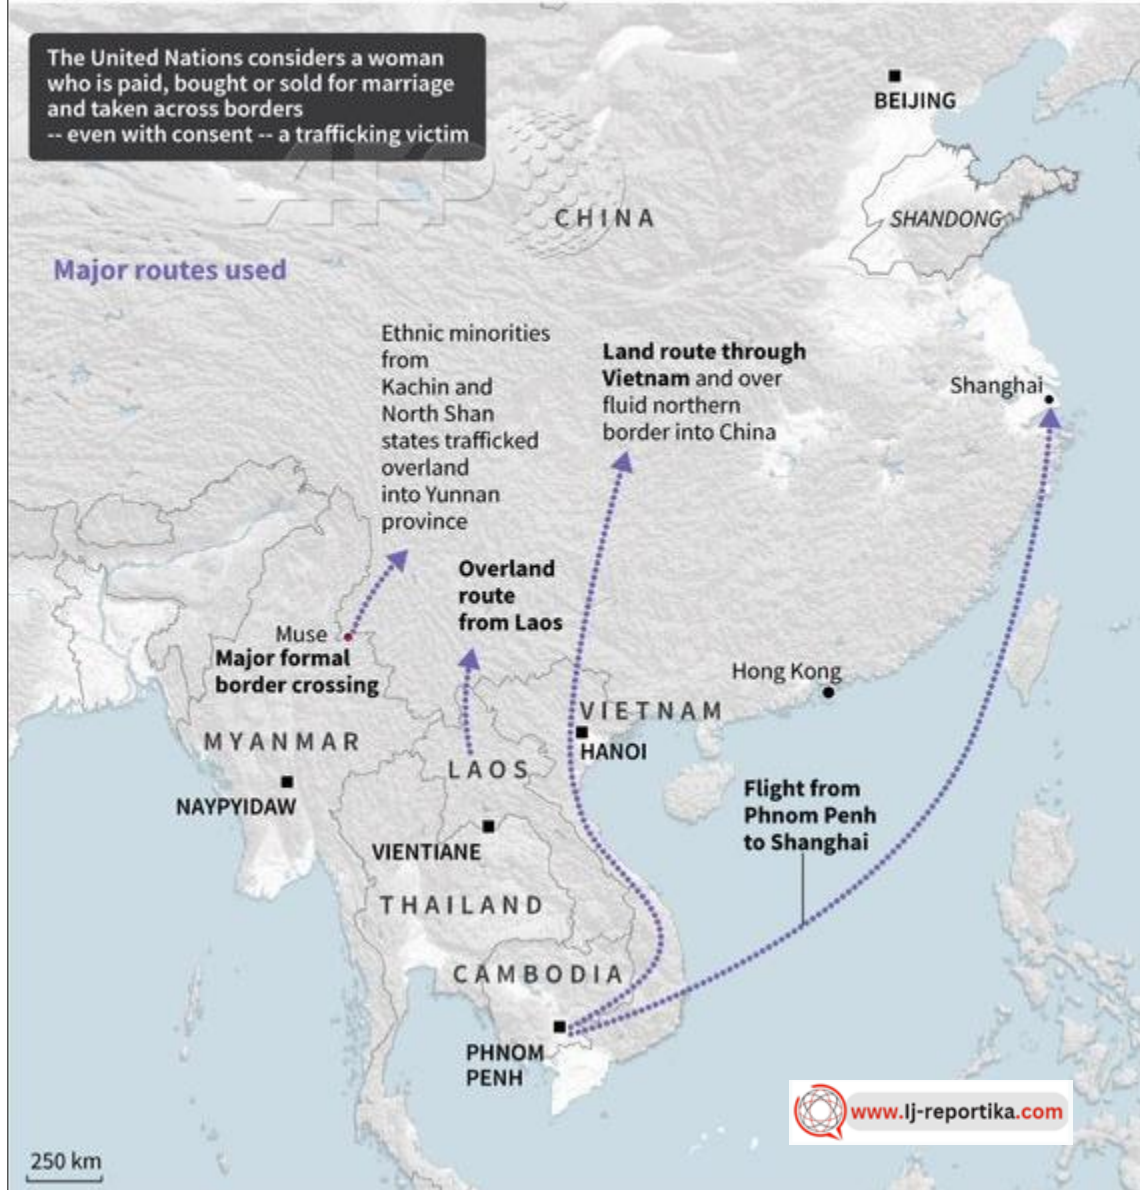 The United Nations considers a woman
who is paid, bought or sold for marriage
and taken across borders
-- even with consent -- a trafficking victim
BEIJING
AFP
CHINA
SHANDONG
Major routes used
Ethnic minorities
from
Kachin and
North Shan
states trafficked
overland
into Yunnan
province
Land route through
Vietnam and over
fluid northern
border into China
Shanghai
Overland
route
from Laos
Muse
Major formal
border crossing
Hong Kong
VIETNAM
HANOI
MYANMAR
LAOS
NAYPYIDAW
Flight from
Phnom Penh
to Shanghai
VIENTIANE
THAILAND
CAMBODIA
PHNOM
PENH
www.lj-reportika.com
250 km